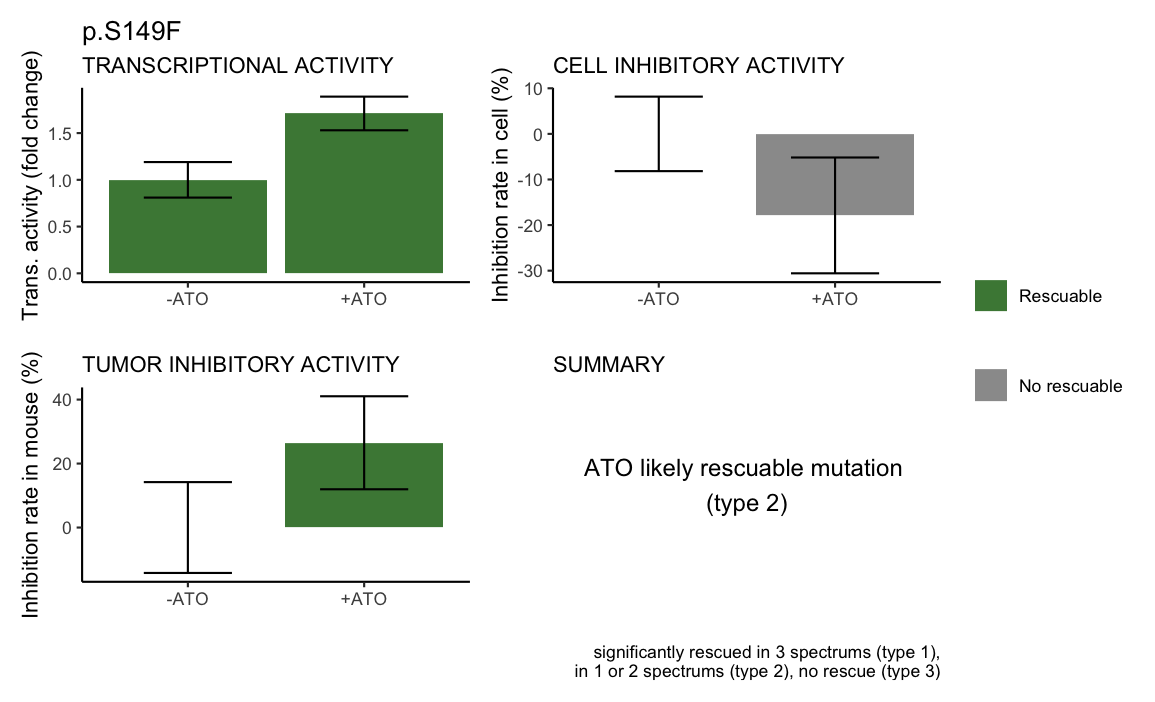 p.S149F
TRANSCRIPTIONAL ACTIVITY
Trans. activity (fold change)
1.5
1.0
0.5
0.0
-ATO
+ATO
CELL INHIBITORY ACTIVITY
Inhibition rate in cell (%)
10
0
-10
-20
-30
-ATO
+ATO
Rescuable
No rescuable
TUMOR INHIBITORY ACTIVITY
Inhibition rate in mouse (%)
40
20
0
-ATO
+ATO
SUMMARY
ATO likely rescuable mutation
(type 2)
significantly rescued in 3 spectrums (type 1),
in 1 or 2 spectrums (type 2), no rescue (type 3)